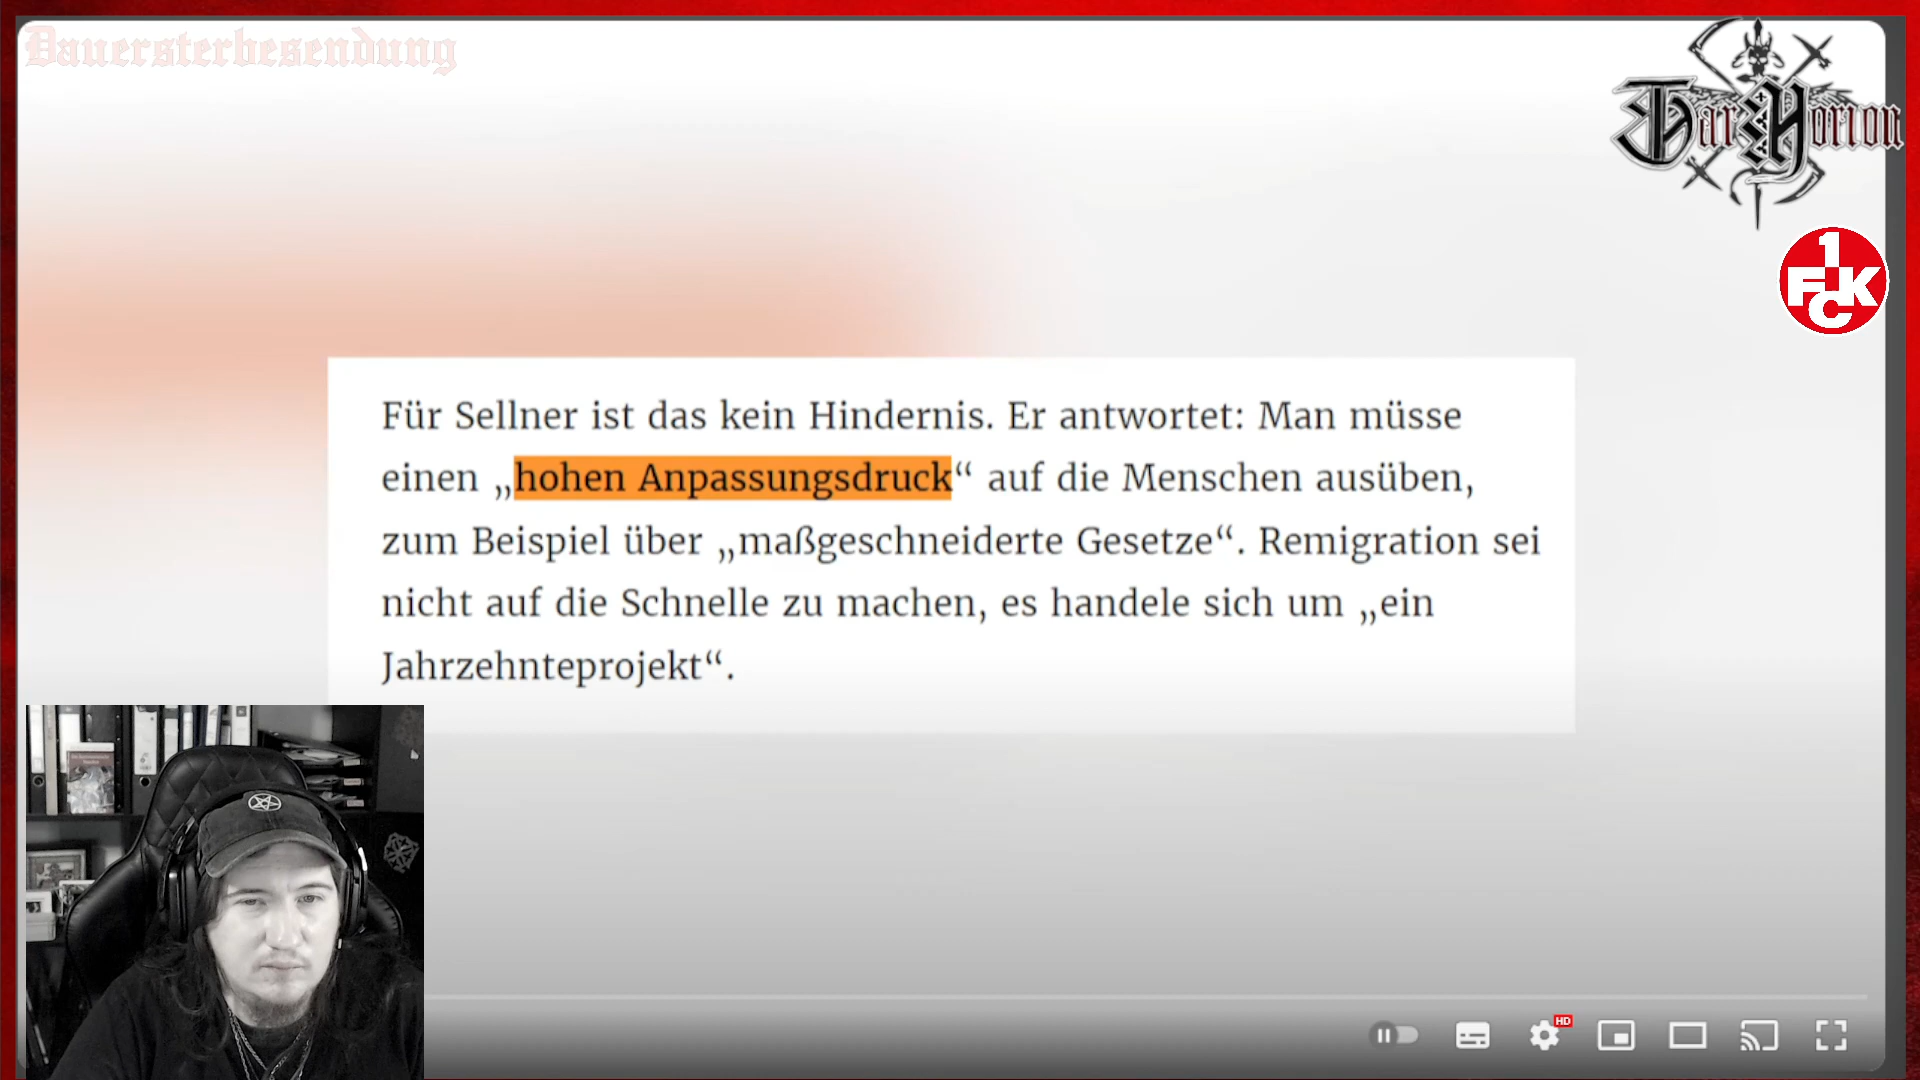 Dauersterbesendung
Für Sellner ist das kein Hindernis. Er antwortet: Man müsse
einen „hohen Anpassungsdruck“ auf die Menschen ausüben,
zum Beispiel über „maßgeschneiderte Gesetze“. Remigration sei
nicht auf die Schnelle zu machen, es handele sich um „ein
Jahrzehnteprojekt“.
1
FCK
HD